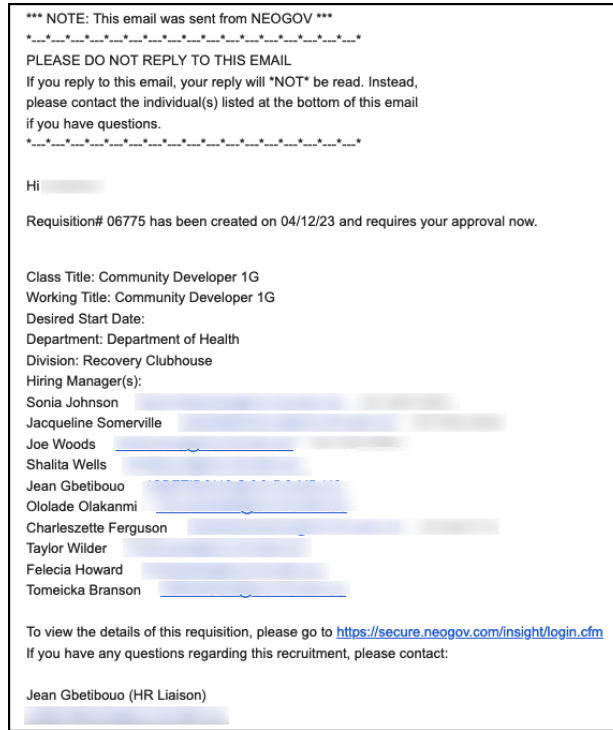 *** NOTE: This email was sent from NEOGOV ***
*---*---*---*---*---*---*---*---*---*---*---*---*---*---*---*---*---*
PLEASE DO NOT REPLY TO THIS EMAIL
If you reply to this email, your reply will *NOT* be read. Instead,
please contact the individual(s) listed at the bottom of this email
if you have questions.
*---*---*---*---*---*---*---*---*---*---*---*---*---*---*---*---*---*
Hi
Requisition# 06775 has been created on 04/12/23 and requires your approval now.
Class Title: Community Developer 1G
Working Title: Community Developer 1G
Desired Start Date:
Department: Department of Health
Division: Recovery Clubhouse
Hiring Manager(s):
Sonia Johnson
Jacqueline Somerville
Joe Woods
Shalita Wells
Jean Gbetibouo
Ololade Olakanmi
Charleszette Ferguson
Taylor Wilder
Felecia Howard
Tomeicka Branson
To view the details of this requisition, please go to https://secure.neogov.com/insight/login.cfm
If you have any questions regarding this recruitment, please contact:
Jean Gbetibouo (HR Liaison)